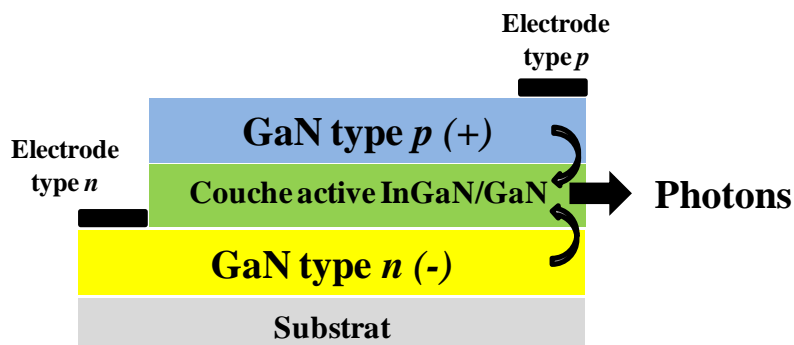 Electrode
type p
GaN type p (+)
Electrode
type n
Couche active InGaN/GaN
Photons
GaN type n (-)
Substrat